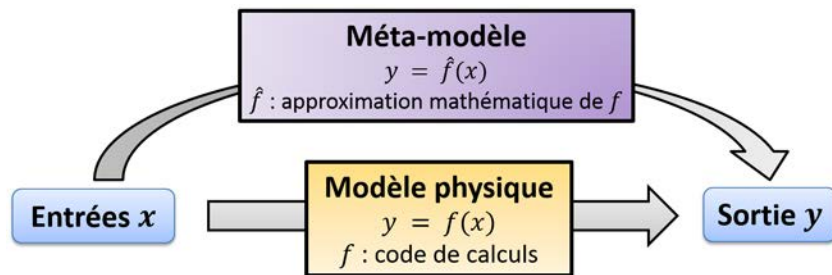 Méta-modèle
y = f̂(x)
f̂ : approximation mathématique de f
Entrées x
Modèle physique
y = f(x)
f : code de calculs
Sortie y